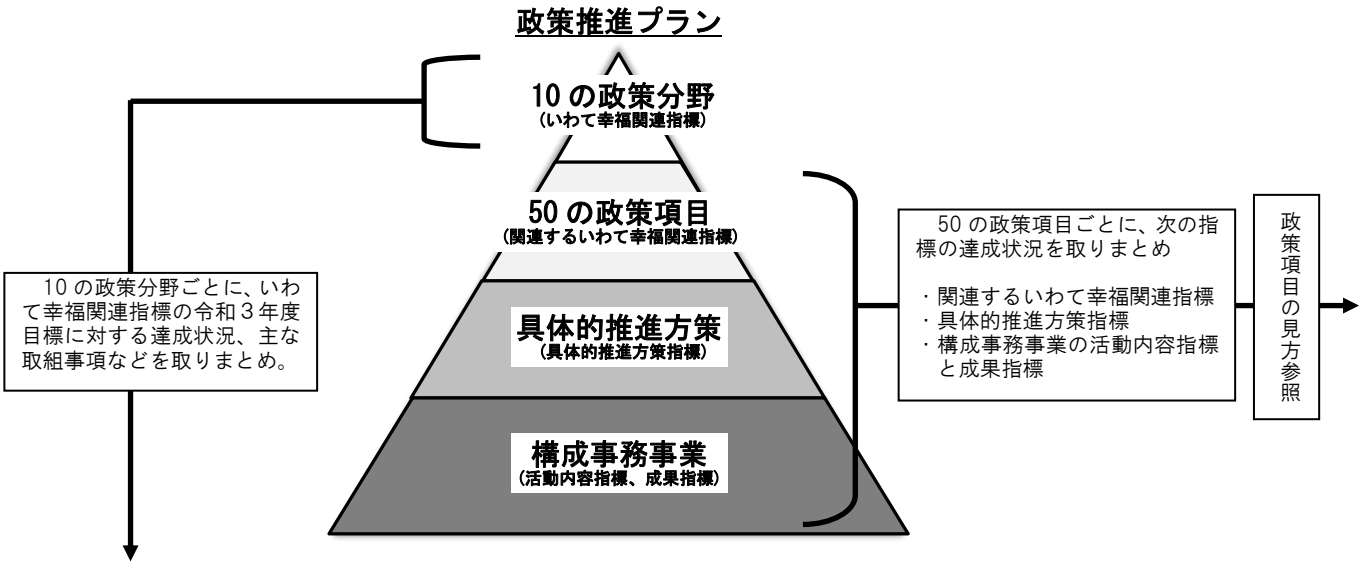 政策推進プラン
10 の政策分野
(いわて幸福関連指標)
50 の政策項目
(関連するいわて幸福関連指標)
具体的推進方策
(具体的推進方策指標)
構成事務事業
(活動内容指標、成果指標)
10 の政策分野ごとに、いわ
て幸福関連指標の令和３年度
目標に対する達成状況、主な
取組事項などを取りまとめ。
50 の政策項目ごとに、次の指
標の達成状況を取りまとめ
・関連するいわて幸福関連指標
・具体的推進方策指標
・構成事務事業の活動内容指標
と成果指標
政策項目の見方参照